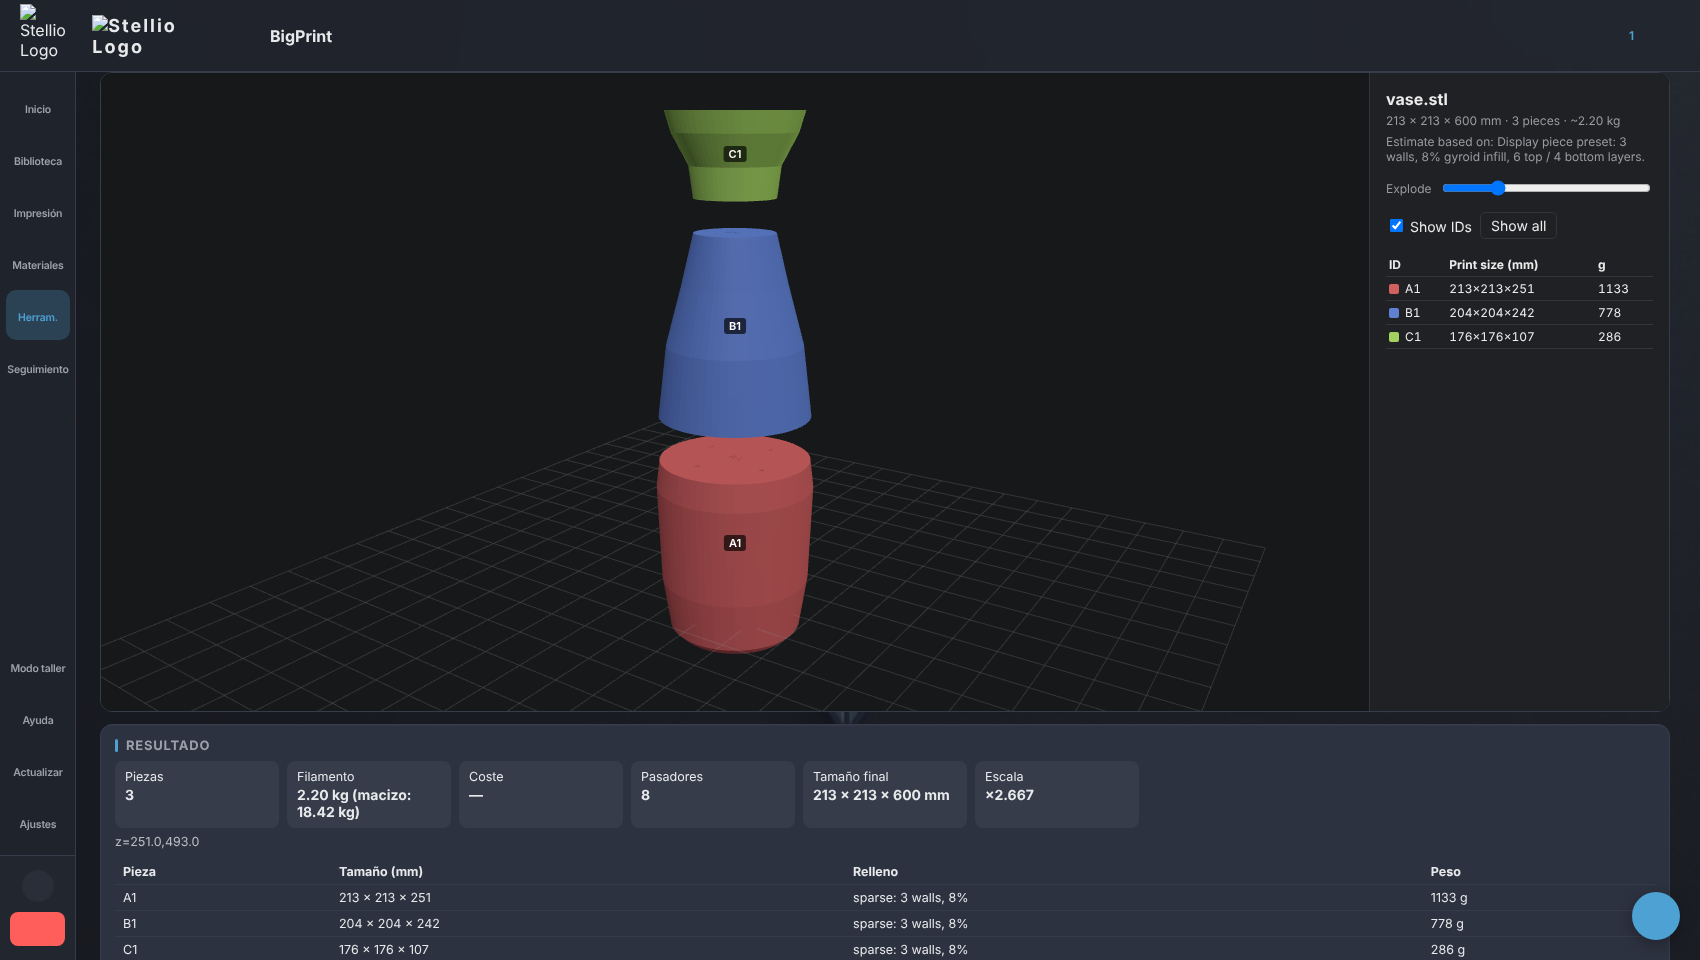 Stellio Logo
Stellio Logo
BigPrint
1
Inicio
Biblioteca
Impresión
Materiales
Herram.
Seguimiento
Modo taller
Ayuda
Actualizar
Ajustes
C1
B1
A1
vase.stl
213 × 213 × 600 mm · 3 pieces · ~2.20 kg
Estimate based on: Display piece preset: 3
walls, 8% gyroid infill, 6 top / 4 bottom layers.
Explode
Show IDs Show all
ID Print size (mm) g
A1 213×213×251 1133
B1 204×204×242 778
C1 176×176×107 286
RESULTADO
Piezas
3
Filamento
2.20 kg (macizo:
18.42 kg)
Coste
—
Pasadores
8
Tamaño final
213 × 213 × 600 mm
Escala
×2.667
z=251.0,493.0
Pieza Tamaño (mm) Relleno Peso
A1 213 × 213 × 251 sparse: 3 walls, 8% 1133 g
B1 204 × 204 × 242 sparse: 3 walls, 8% 778 g
C1 176 × 176 × 107 sparse: 3 walls, 8% 286 g